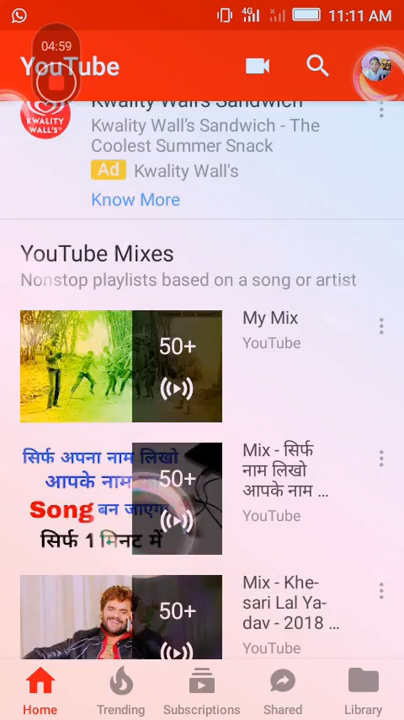 11:11 AM
4G
04:59
YouTube
Kwality Wall's Sandwich
KWALITY
WALL'S
Kwality Wall's Sandwich - The
Coolest Summer Snack
Ad Kwality Wall's
Know More
YouTube Mixes
Nonstop playlists based on a song or artist
50+
My Mix
YouTube
सिर्फ अपना नाम लिखो
आपके नाम का
Song बन जाएगा
सिर्फ 1 मिनट में
50+
Mix - सिर्फ
नाम लिखो
आपके नाम ...
YouTube
50+
Mix - Khe-
sari Lal Ya-
dav - 2018 ...
YouTube
Home
Trending
Subscriptions
Shared
Library